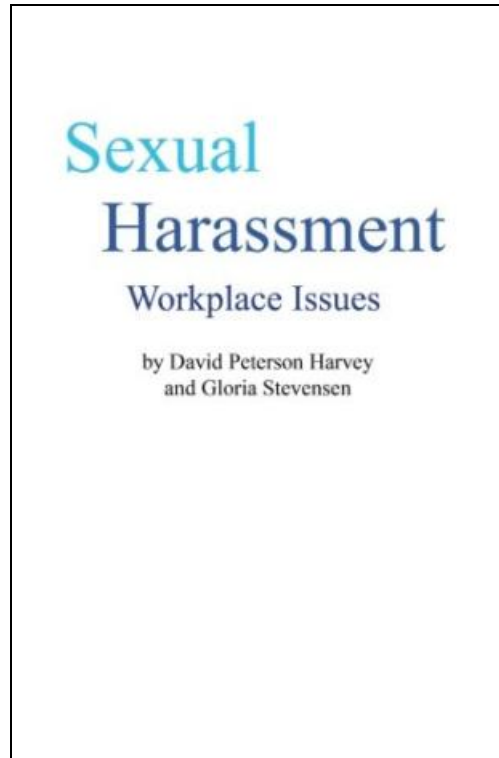 Sexual
Harassment
Workplace Issues
by David Peterson Harvey
and Gloria Stevensen